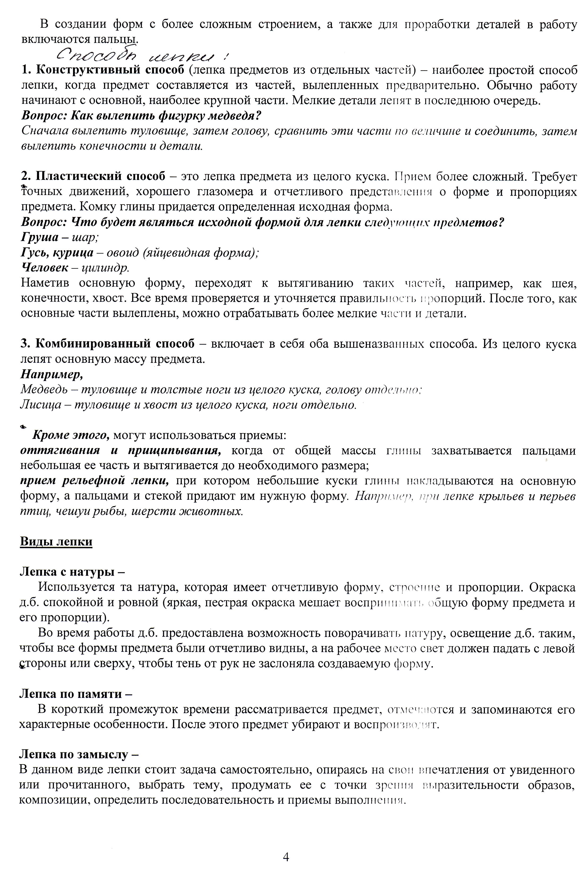 В создании форм с более сложным строением, а также для проработки деталей в работу
включаются пальцы.
Способы лепки:
1. Конструктивный способ (лепка предметов из отдельных частей) – наиболее простой способ
лепки, когда предмет составляется из частей, вылепленных предварительно. Обычно работу
начинают с основной, наиболее крупной части. Мелкие детали лепят в последнюю очередь.
Вопрос: Как вылепить фигурку медведя?
Сначала вылепить туловище, затем голову, сравнить эти части по величине и соединить, затем
вылепить конечности и детали.
2. Пластический способ – это лепка предмета из целого куска. Прием более сложный. Требует
точных движений, хорошего глазомера и отчетливого представления о форме и пропорциях
предмета. Комку глины придается определенная исходная форма.
Вопрос: Что будет являться исходной формой для лепки следующих предметов?
Груша – шар;
Гусь, курица – овоид (яйцевидная форма);
Человек – цилиндр.
Наметив основную форму, переходят к вытягиванию таких частей, например, как шея,
конечности, хвост. Все время проверяется и уточняется правильность пропорций. После того, как
основные части вылеплены, можно отрабатывать более мелкие части и детали.
3. Комбинированный способ – включает в себя оба вышеназванных способа. Из целого куска
лепят основную массу предмета.
Например,
Медведь – туловище и толстые ноги из целого куска, голову отдельно;
Лисица – туловище и хвост из целого куска, ноги отдельно.
Кроме этого, могут использоваться приемы:
оттягивания и прищипывания, когда от общей массы глины захватывается пальцами
небольшая ее часть и вытягивается до необходимого размера;
прием рельефной лепки, при котором небольшие куски глины накладываются на основную
форму, а пальцами и стекой придают им нужную форму. Например, при лепке крыльев и перьев
птиц, чешуи рыбы, шерсти животных.
Виды лепки
Лепка с натуры –
Используется та натура, которая имеет отчетливую форму, строение и пропорции. Окраска
д.б. спокойной и ровной (яркая, пестрая окраска мешает воспринимать общую форму предмета и
его пропорции).
Во время работы д.б. предоставлена возможность поворачивать натуру, освещение д.б. таким,
чтобы все формы предмета были отчетливо видны, а на рабочее место свет должен падать с левой
стороны или сверху, чтобы тень от рук не заслоняла создаваемую форму.
Лепка по памяти –
В короткий промежуток времени рассматривается предмет, отмечаются и запоминаются его
характерные особенности. После этого предмет убирают и воспроизводят.
Лепка по замыслу –
В данном виде лепки стоит задача самостоятельно, опираясь на свои впечатления от увиденного
или прочитанного, выбрать тему, продумать ее с точки зрения выразительности образов,
композиции, определить последовательность и приемы выполнения.
4